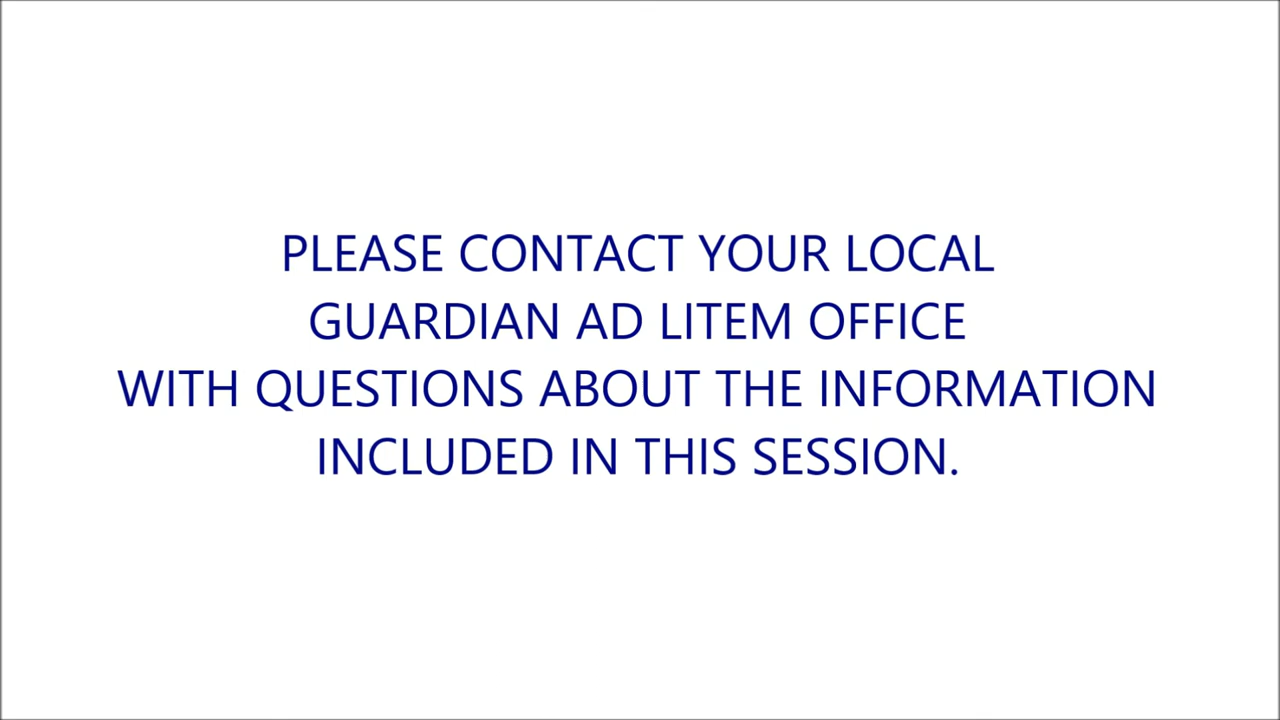 PLEASE CONTACT YOUR LOCAL
GUARDIAN AD LITEM OFFICE
WITH QUESTIONS ABOUT THE INFORMATION
INCLUDED IN THIS SESSION.